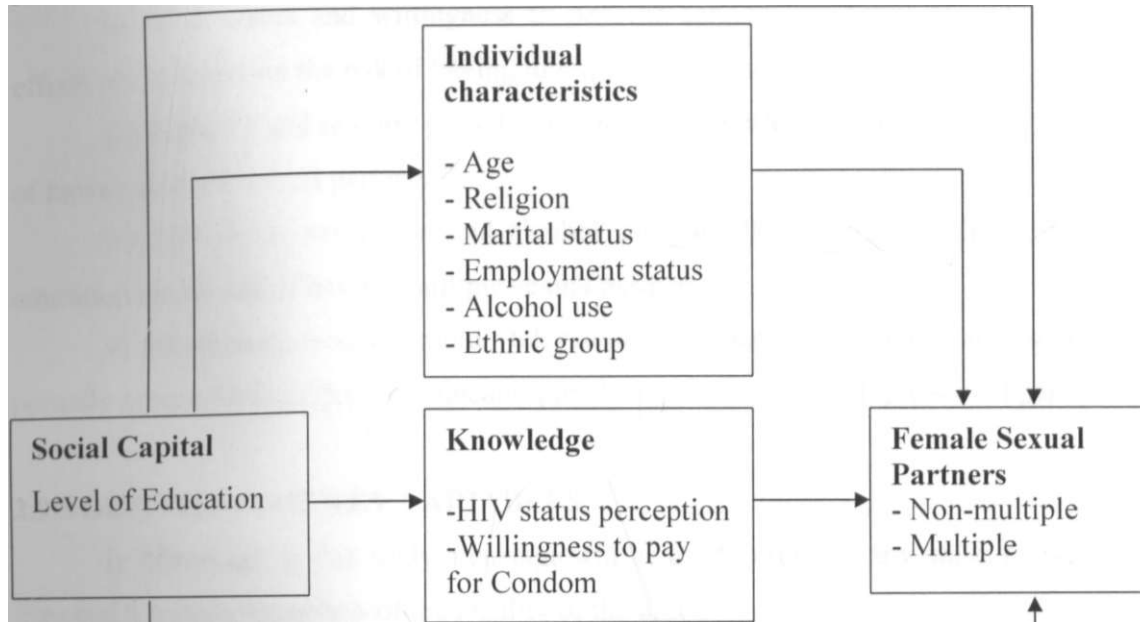 Individual
characteristics
- Age
- Religion
- Marital status
- Employment status
- Alcohol use
- Ethnic group
Social Capital
Level of Education
Knowledge
-HIV status perception
-Willingness to pay
for Condom
Female Sexual
Partners
- Non-multiple
- Multiple